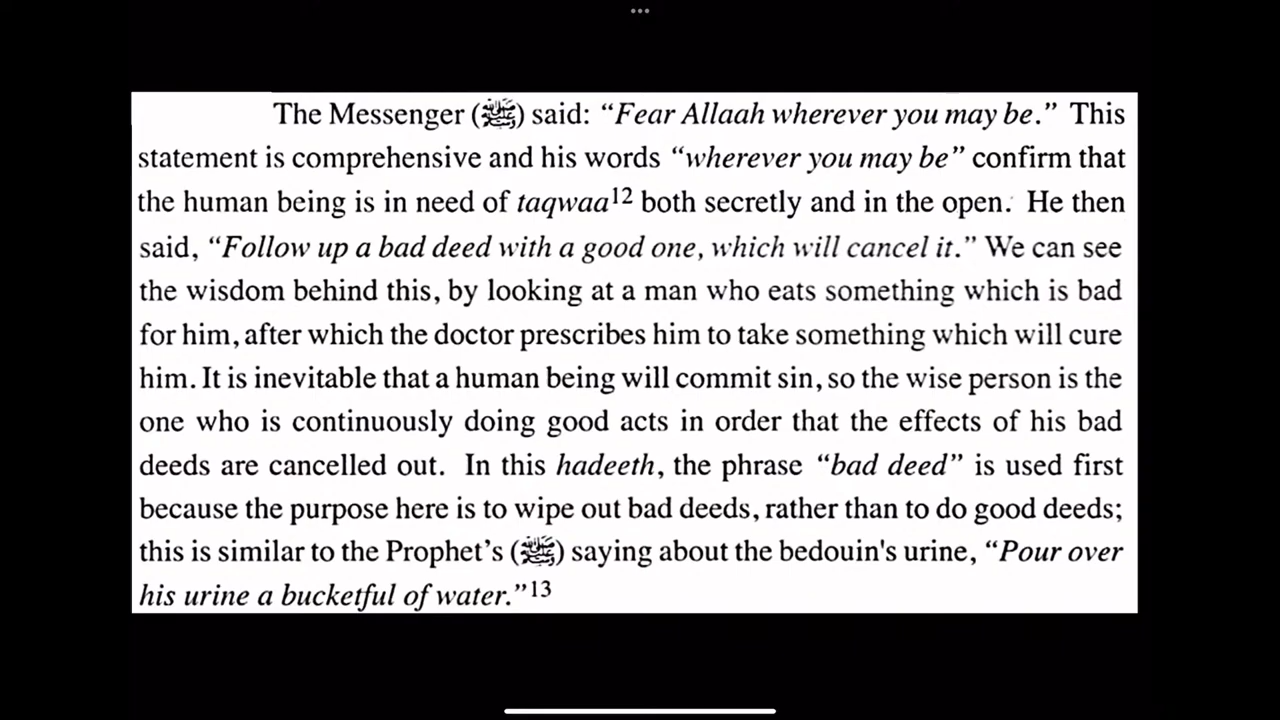 The Messenger (ﷺ) said: “Fear Allaah wherever you may be.” This
statement is comprehensive and his words “wherever you may be” confirm that
the human being is in need of taqwaa12 both secretly and in the open. He then
said, “Follow up a bad deed with a good one, which will cancel it.” We can see
the wisdom behind this, by looking at a man who eats something which is bad
for him, after which the doctor prescribes him to take something which will cure
him. It is inevitable that a human being will commit sin, so the wise person is the
one who is continuously doing good acts in order that the effects of his bad
deeds are cancelled out. In this hadeeth, the phrase “bad deed” is used first
because the purpose here is to wipe out bad deeds, rather than to do good deeds;
this is similar to the Prophet’s (ﷺ) saying about the bedouin's urine, “Pour over
his urine a bucketful of water.”13